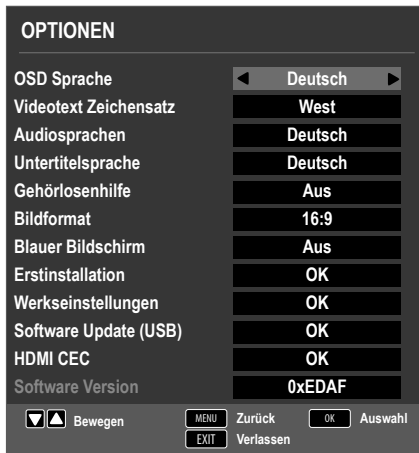 OPTIONEN
OSD Sprache Deutsch
Videotext Zeichensatz West
Audiosprachen Deutsch
Untertitelsprache Deutsch
Gehörlosenhilfe Aus
Bildformat 16:9
Blauer Bildschirm Aus
Erstinstallation OK
Werkseinstellungen OK
Software Update (USB) OK
HDMI CEC OK
Software Version 0xEDAF
Bewegen MENU Zurück OK Auswahl
EXIT Verlassen